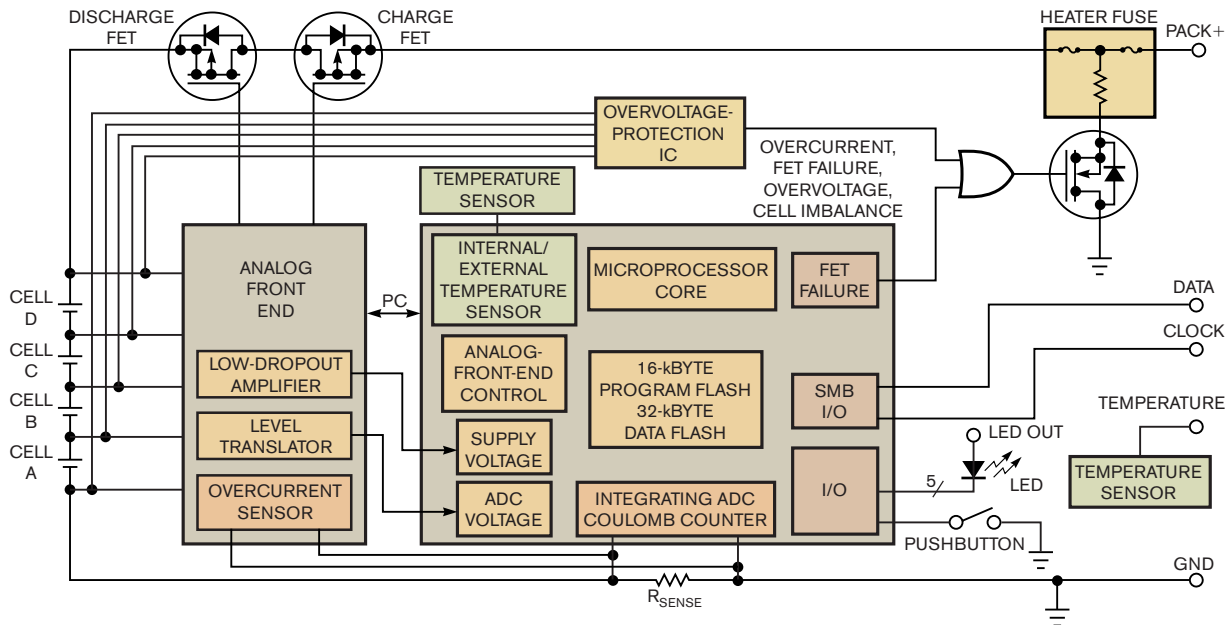 DISCHARGE
FET
CHARGE
FET
HEATER FUSE
PACK+
OVERVOLTAGE-
PROTECTION
IC
OVERCURRENT,
FET FAILURE,
OVERVOLTAGE,
CELL IMBALANCE
TEMPERATURE
SENSOR
ANALOG
FRONT
END
INTERNAL/
EXTERNAL
TEMPERATURE
SENSOR
MICROPROCESSOR
CORE
FET
FAILURE
PC
CELL
D
CELL
C
CELL
B
CELL
A
DATA
CLOCK
LOW-DROPOUT
AMPLIFIER
ANALOG-
FRONT-END
CONTROL
16-kBYTE
PROGRAM FLASH
32-kBYTE
DATA FLASH
SMB
I/O
TEMPERATURE
LEVEL
TRANSLATOR
SUPPLY
VOLTAGE
LED OUT
LED
5
I/O
TEMPERATURE
SENSOR
OVERCURRENT
SENSOR
ADC
VOLTAGE
INTEGRATING ADC
COULOMB COUNTER
PUSHBUTTON
RSENSE
GND